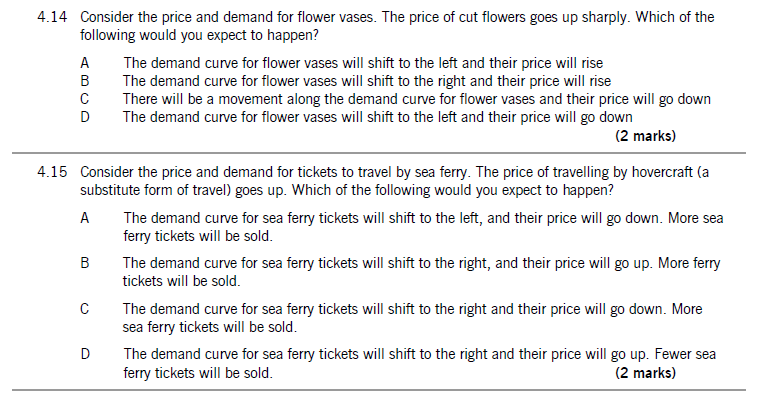 4.14 Consider the price and demand for flower vases. The price of cut flowers goes up sharply. Which of the
following would you expect to happen?
A The demand curve for flower vases will shift to the left and their price will rise
B The demand curve for flower vases will shift to the right and their price will rise
C There will be a movement along the demand curve for flower vases and their price will go down
D The demand curve for flower vases will shift to the left and their price will go down
(2 marks)
4.15 Consider the price and demand for tickets to travel by sea ferry. The price of travelling by hovercraft (a
substitute form of travel) goes up. Which of the following would you expect to happen?
A The demand curve for sea ferry tickets will shift to the left, and their price will go down. More sea
ferry tickets will be sold.
B The demand curve for sea ferry tickets will shift to the right, and their price will go up. More ferry
tickets will be sold.
C The demand curve for sea ferry tickets will shift to the right and their price will go down. More
sea ferry tickets will be sold.
D The demand curve for sea ferry tickets will shift to the right and their price will go up. Fewer sea
ferry tickets will be sold. (2 marks)